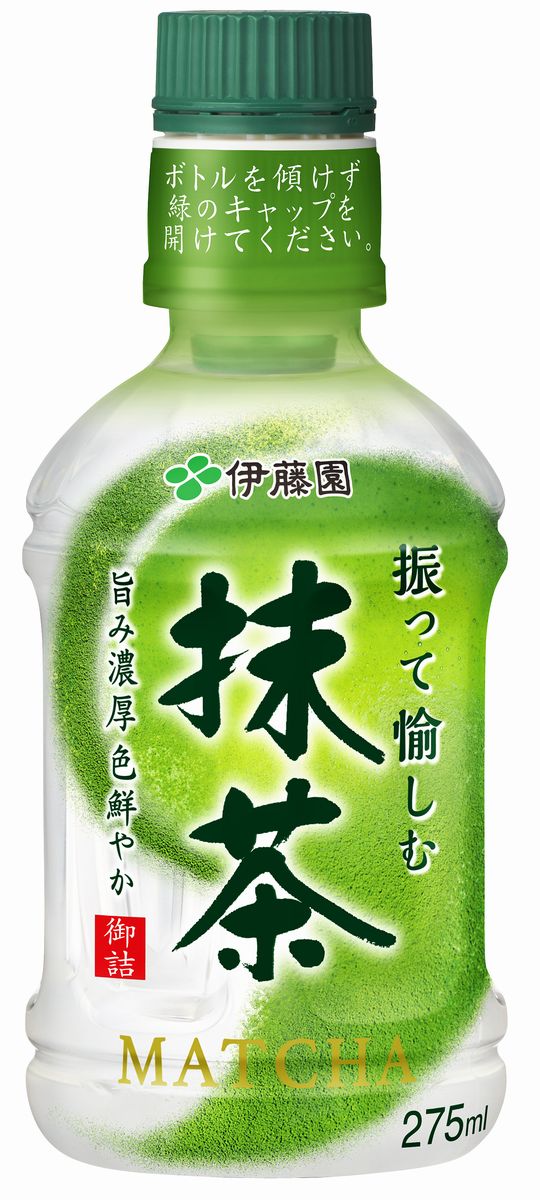 ボトルを傾けず
緑のキャップを
開けてください。
伊藤園
振って愉しむ
抹茶
旨み濃厚色鮮やか
御詰
MATCHA
275ml